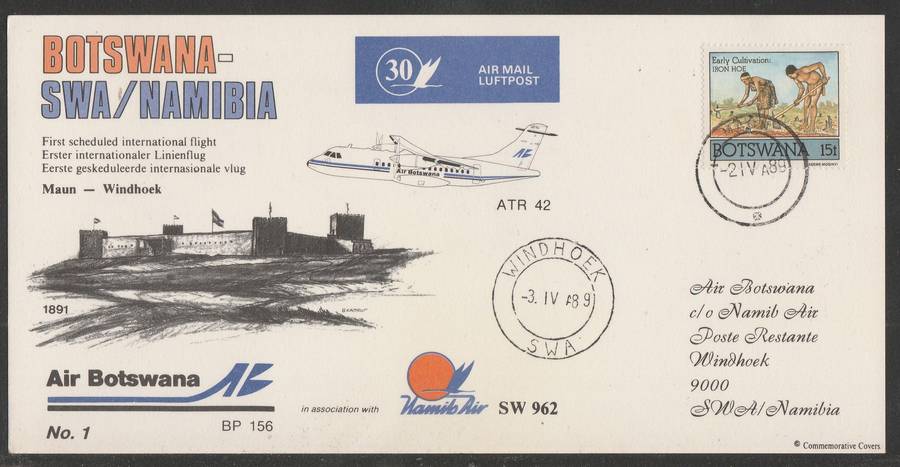 BOTSWANA-
SWA/NAMIBIA
First scheduled international flight
Erster internationaler Linienflug
Eerste geskeduleerde internasionale vlug
Maun — Windhoek
30
AIR MAIL
LUFTPOST
Air Botswana
ATR 42
Early Cultivation:
IRON HOE
BOTSWANA 15t
-2 IV A89
WINDHOEK
-3. IV A89
SWA
1891
Air Botswana
c/o Namib Air
Poste Restante
Windhoek
9000
SWA/Namibia
Air Botswana
BP 156
No. 1
in association with
Namib Air
SW 962
© Commemorative Covers